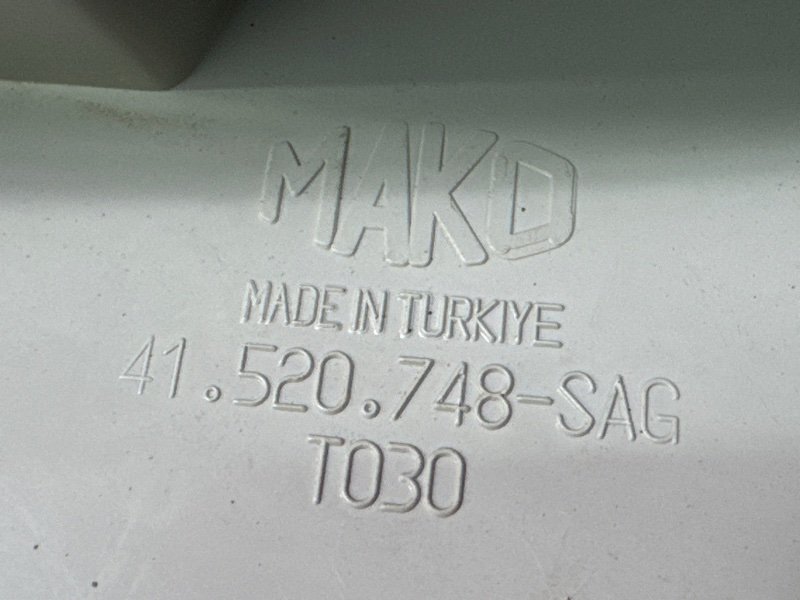 MAKO
MADE IN TURKIYE
41.520.748-SAG
T030